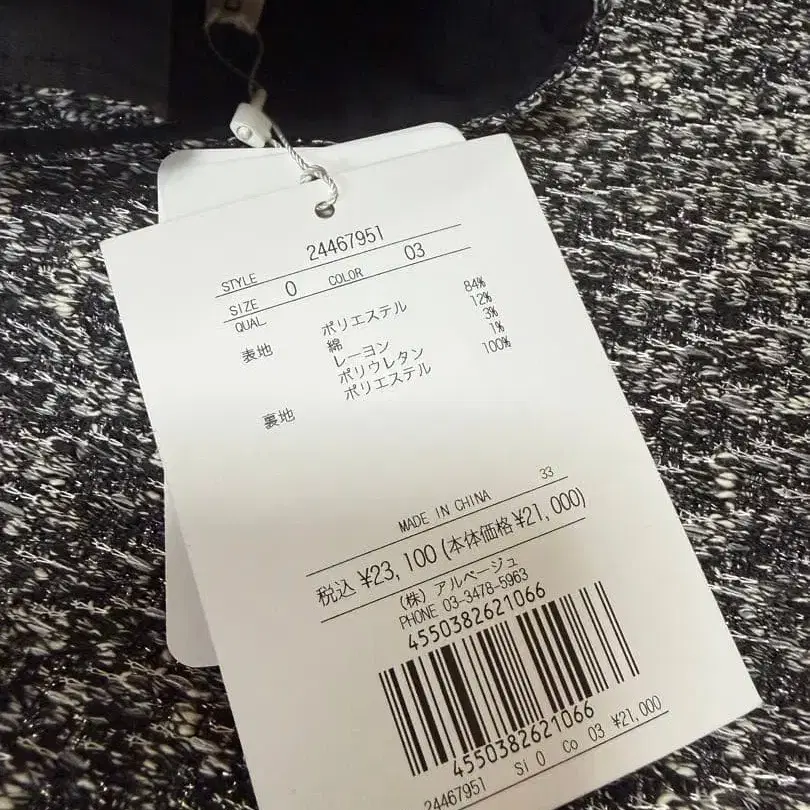 STYLE 24467951
SIZE 0 COLOR 03
QUAL
表地 ポリエステル 84%
綿 12%
レーヨン 3%
ポリウレタン 1%
裏地 ポリエステル 100%
33
MADE IN CHINA
税込 ¥23,100(本体価格¥21,000)
(株) アルページュ
PHONE 03-3478-5963
4550382621066
4550382621066
24467951 Si 0 Co 03 ¥21,000